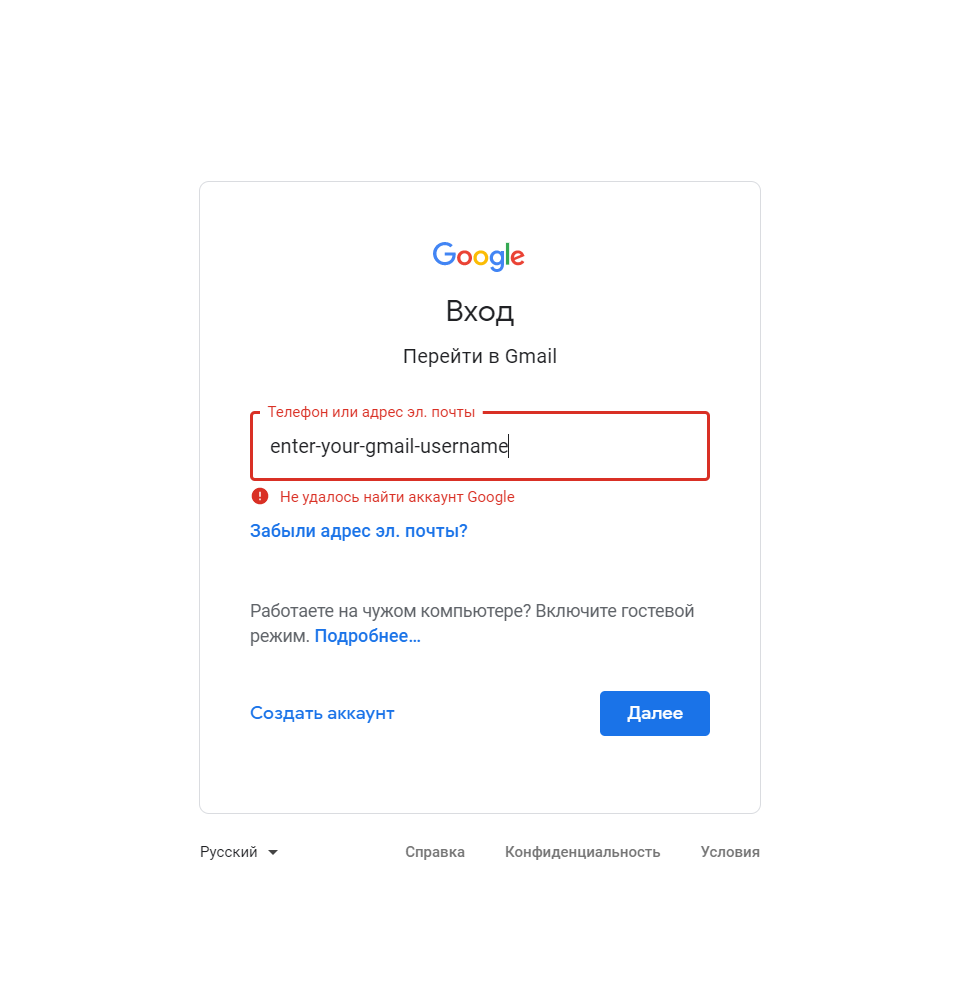 Google
Вход
Перейти в Gmail
Телефон или адрес эл. почты
enter-your-gmail-username
Не удалось найти аккаунт Google
Забыли адрес эл. почты?
Работаете на чужом компьютере? Включите гостевой
режим. Подробнее…
Создать аккаунт
Далее
Русский
Справка
Конфиденциальность
Условия